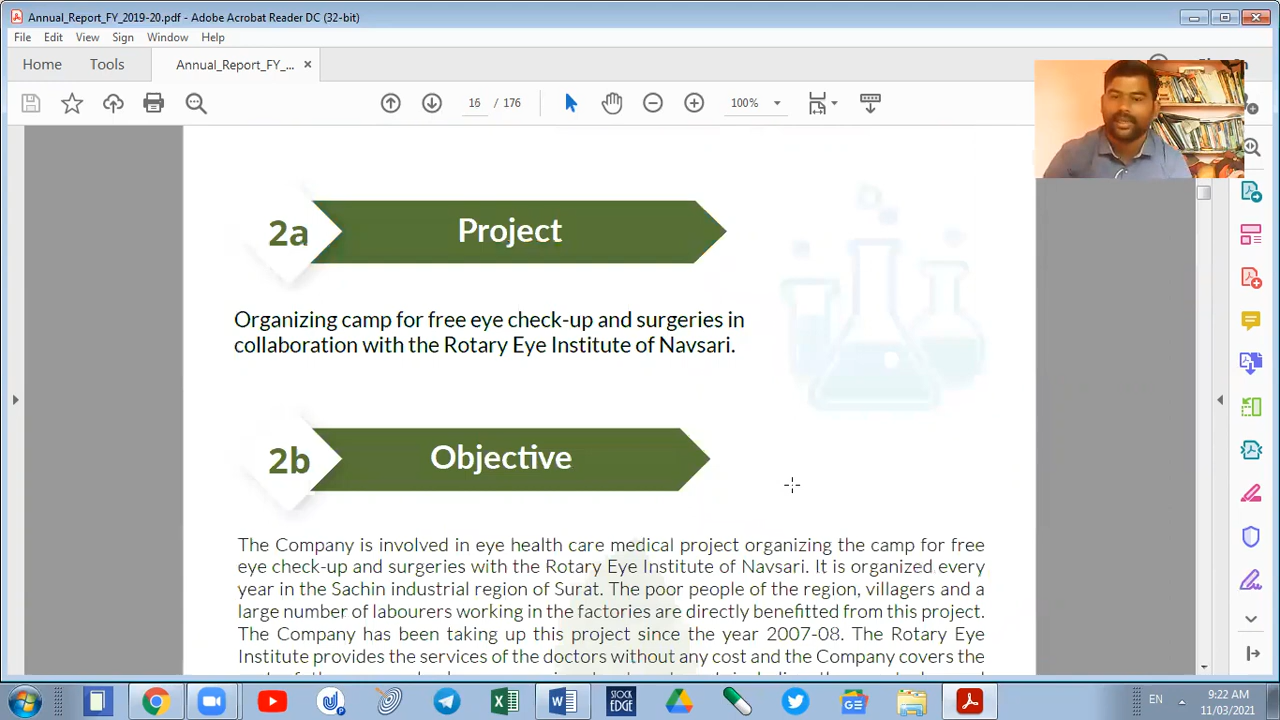 Annual_Report_FY_2019-20.pdf - Adobe Acrobat Reader DC (32-bit)
File Edit View Sign Window Help
Home Tools Annual_Report_FY_...
16 / 176 100%
2a Project
Organizing camp for free eye check-up and surgeries in
collaboration with the Rotary Eye Institute of Navsari.
2b Objective
The Company is involved in eye health care medical project organizing the camp for free
eye check-up and surgeries with the Rotary Eye Institute of Navsari. It is organized every
year in the Sachin industrial region of Surat. The poor people of the region, villagers and a
large number of labourers working in the factories are directly benefitted from this project.
The Company has been taking up this project since the year 2007-08. The Rotary Eye
Institute provides the services of the doctors without any cost and the Company covers the
STOCK EDGE
EN 9:22 AM
11/03/2021